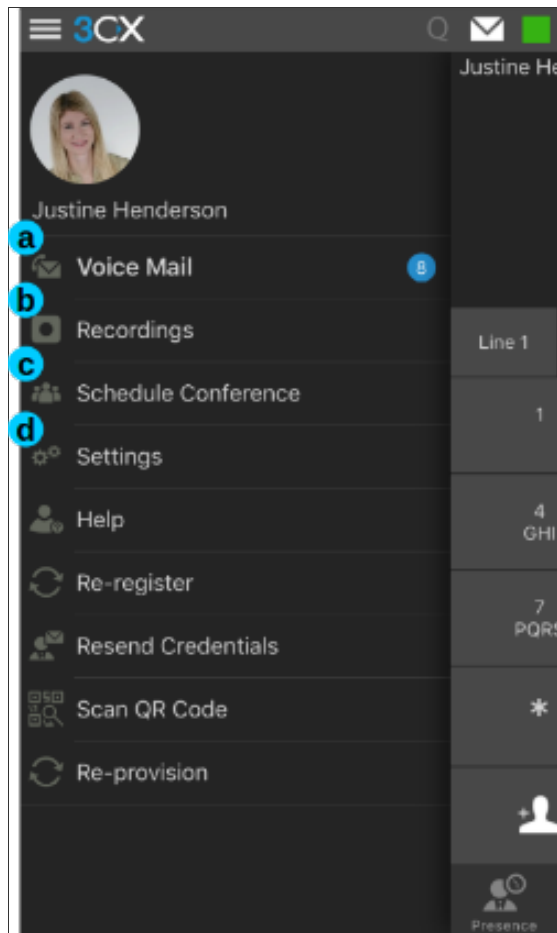 3CX
Justine He
Justine Henderson
a
Voice Mail 8
b
Recordings
Line 1
c
Schedule Conference
1
d
Settings
Help
4
GHI
Re-register
7
PQRS
Resend Credentials
Scan QR Code
*
Re-provision
+
Presence